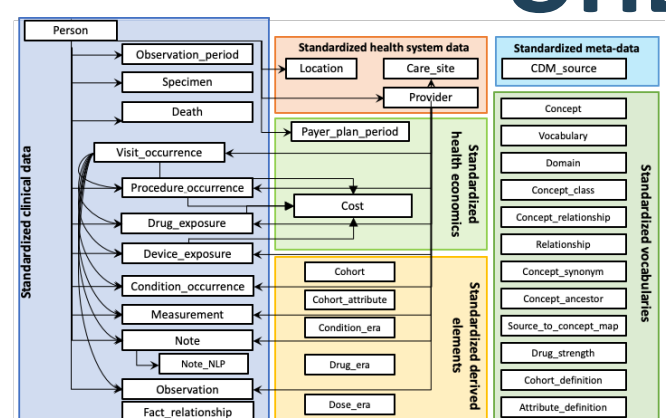 Person
Standardized clinical data
Observation_period
Specimen
Death
Visit_occurrence
Procedure_occurrence
Drug_exposure
Device_exposure
Condition_occurrence
Measurement
Note
Note_NLP
Observation
Fact_relationship
Standardized health system data
Location
Care_site
Provider
Payer_plan_period
Cost
Standardized
health economics
Cohort
Cohort_attribute
Condition_era
Drug_era
Dose_era
Standardized derived
elements
Standardized meta-data
CDM_source
Concept
Vocabulary
Domain
Concept_class
Concept_relationship
Relationship
Concept_synonym
Concept_ancestor
Source_to_concept_map
Drug_strength
Cohort_definition
Attribute_definition
Standardized vocabularies